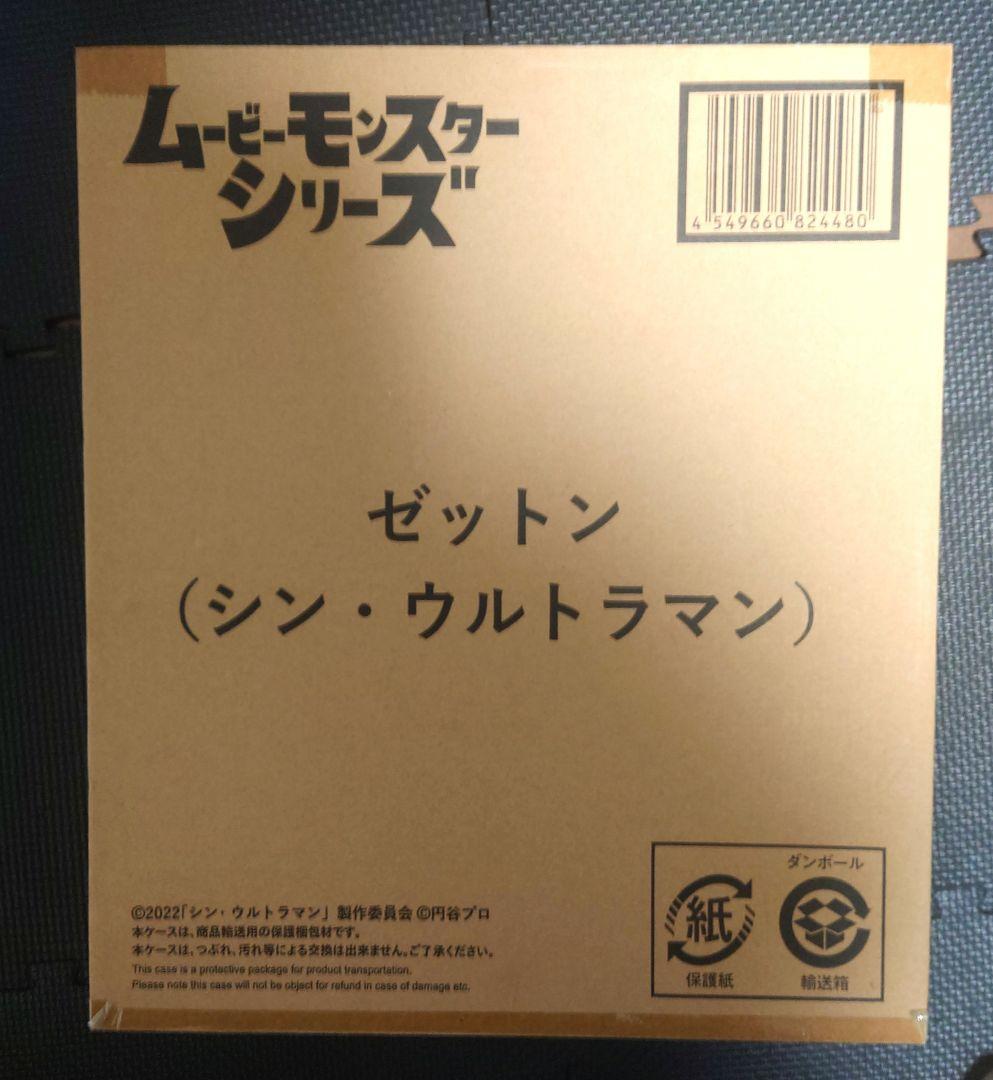 ムービーモンスター
シリーズ
4 549660 824480
ゼットン
(シン・ウルトラマン)
©2022「シン・ウルトラマン」製作委員会 ©円谷プロ
本ケースは、商品輸送用の保護梱包材です。
本ケースは、つぶれ、汚れ等による交換は出来ません。ご了承ください。
This case is a protective package for product transportation.
Please note this case will not be object for refund in case of damage etc.
ダンボール
紙
保護紙
輸送箱